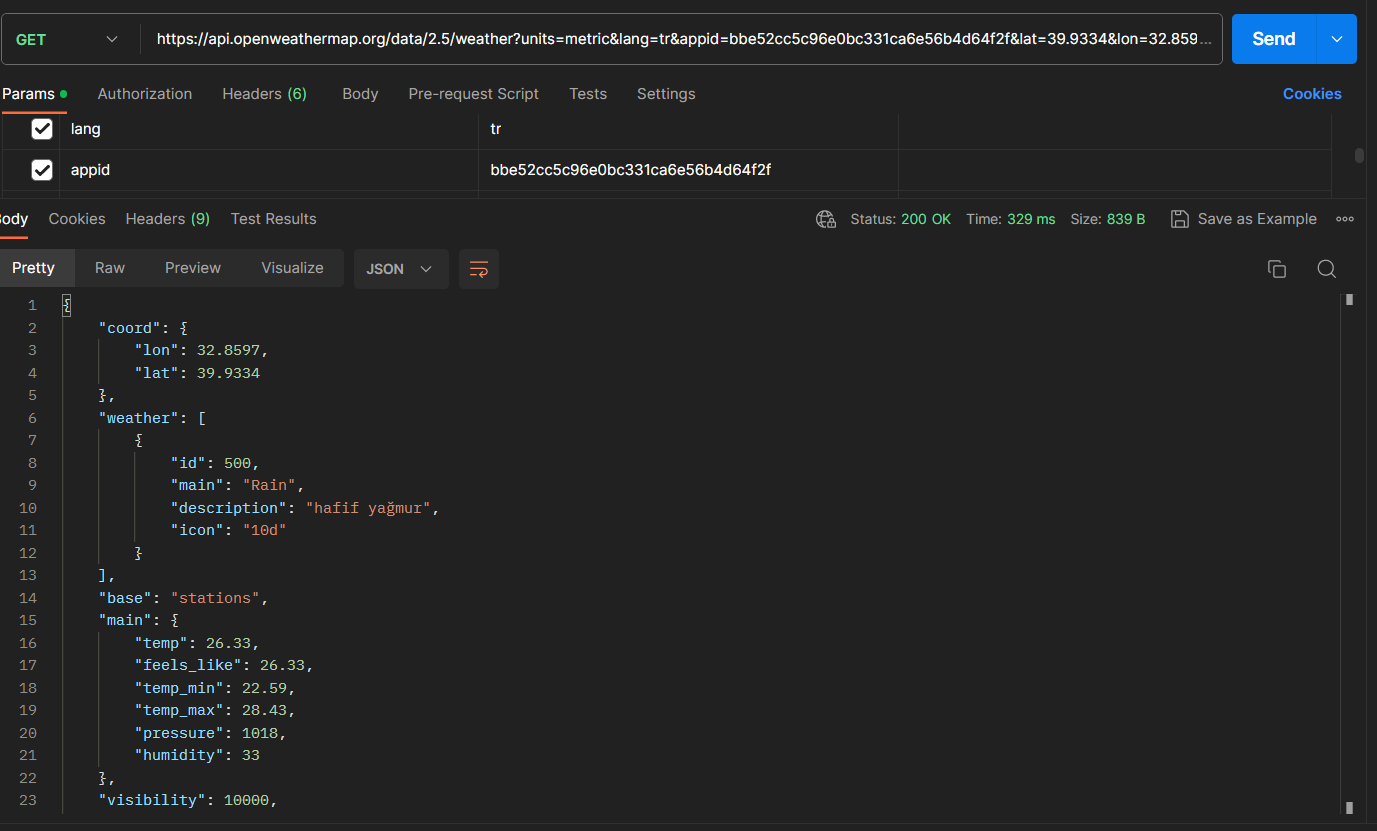 GET https://api.openweathermap.org/data/2.5/weather?units=metric&lang=tr&appid=bbe52cc5c96e0bc331ca6e56b4d64f2f&lat=39.9334&lon=32.859... Send
Params Authorization Headers (6) Body Pre-request Script Tests Settings Cookies
lang tr
appid bbe52cc5c96e0bc331ca6e56b4d64f2f
Body Cookies Headers (9) Test Results Status: 200 OK Time: 329 ms Size: 839 B Save as Example
Pretty Raw Preview Visualize JSON
1 {
2 "coord": {
3 "lon": 32.8597,
4 "lat": 39.9334
5 },
6 "weather": [
7 {
8 "id": 500,
9 "main": "Rain",
10 "description": "hafif yağmur",
11 "icon": "10d"
12 }
13 ],
14 "base": "stations",
15 "main": {
16 "temp": 26.33,
17 "feels_like": 26.33,
18 "temp_min": 22.59,
19 "temp_max": 28.43,
20 "pressure": 1018,
21 "humidity": 33
22 },
23 "visibility": 10000,